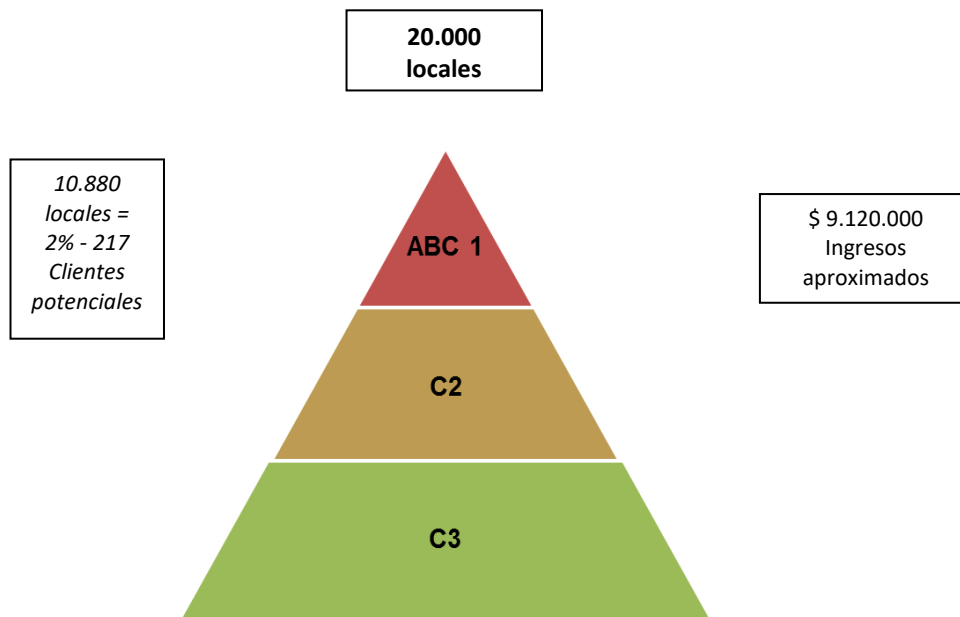 20.000
locales
10.880
locales =
2% - 217
Clientes
potenciales
$ 9.120.000
Ingresos
aproximados
ABC 1
C2
C3